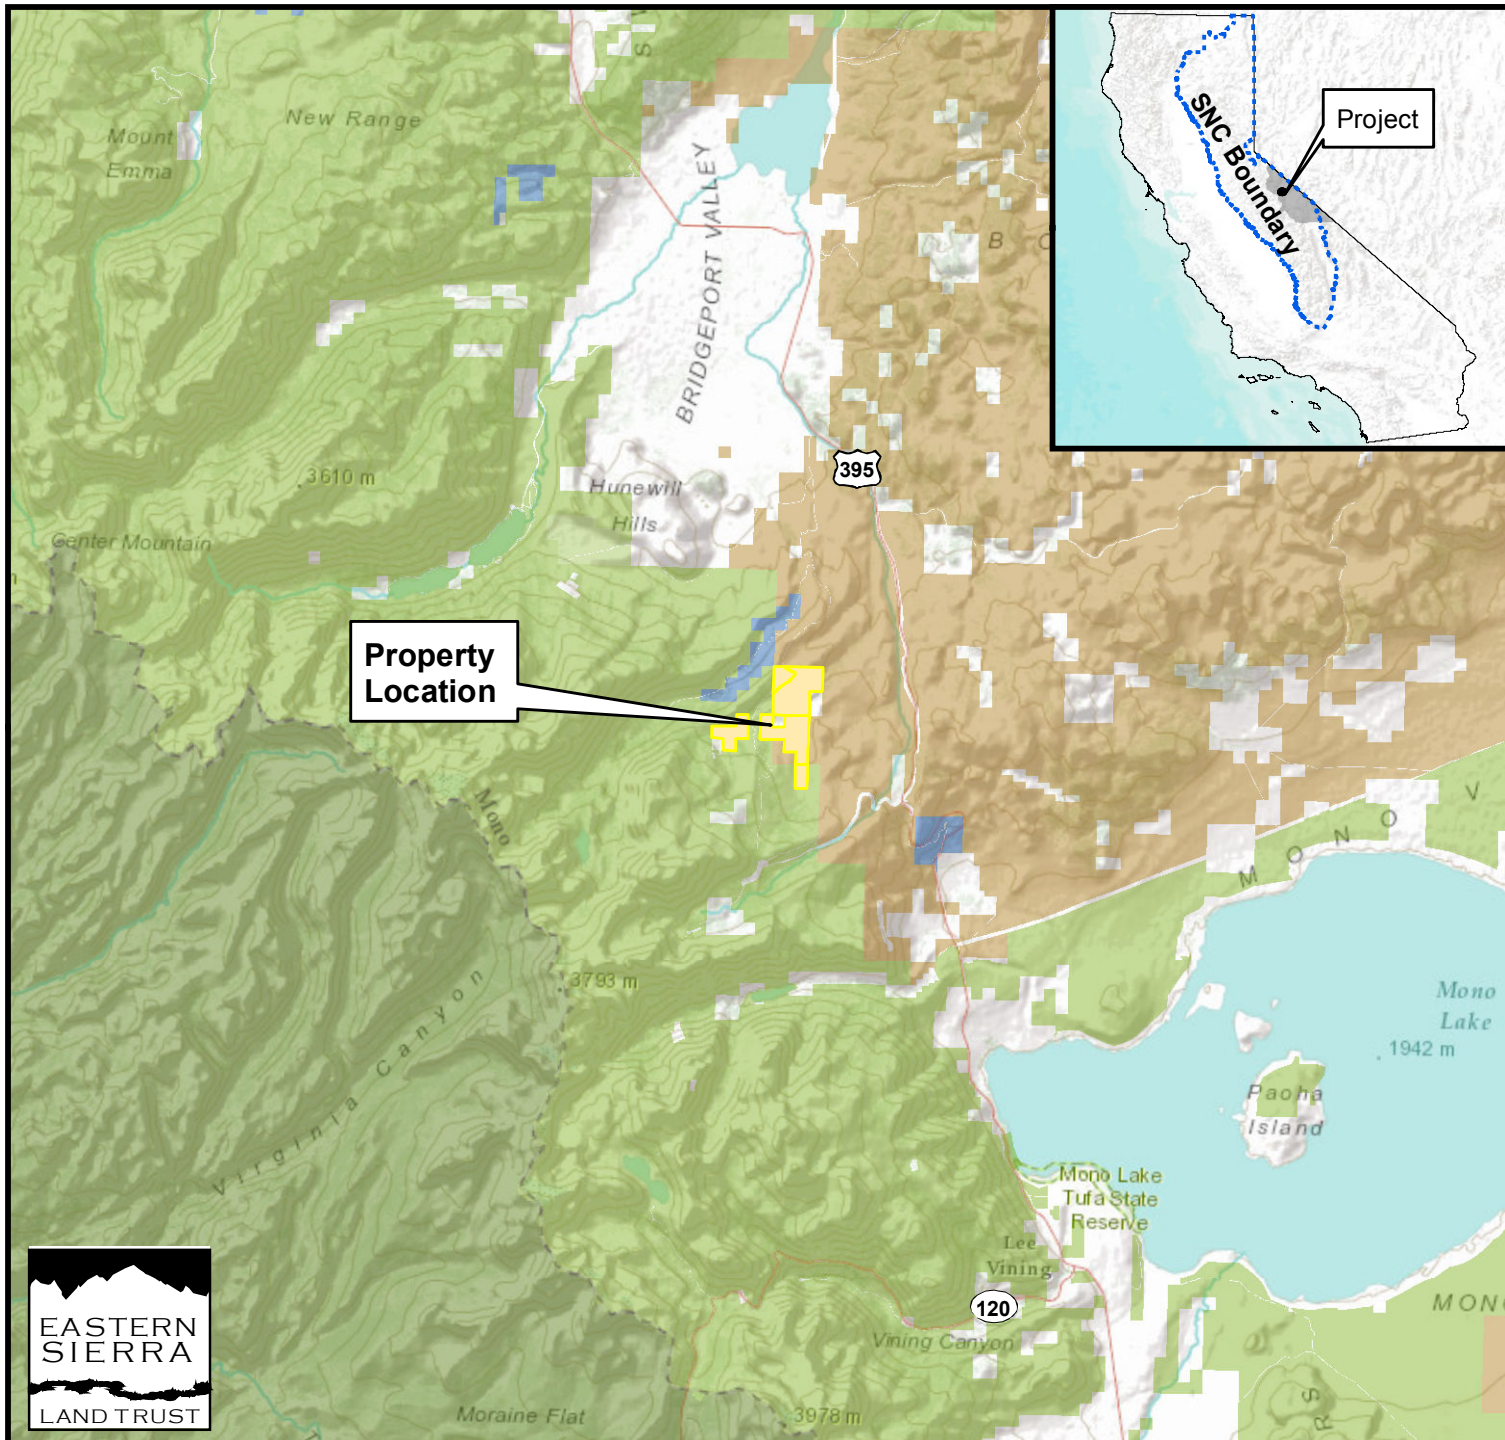 New Range
Mount
Emma
BRIDGEPORT VALLEY
B
SNC Boundary
Project
3610 m
Center Mountain
Hunewill
Hills
395
Property
Location
Mono
Virginia Canyon
3793 m
MONO V
Mono
Lake
1942 m
Paoha
Island
Mono Lake
Tufa State
Reserve
Lee
Vining
120
Vining Canyon
MONO
EASTERN
SIERRA
LAND TRUST
Moraine Flat
3978 m